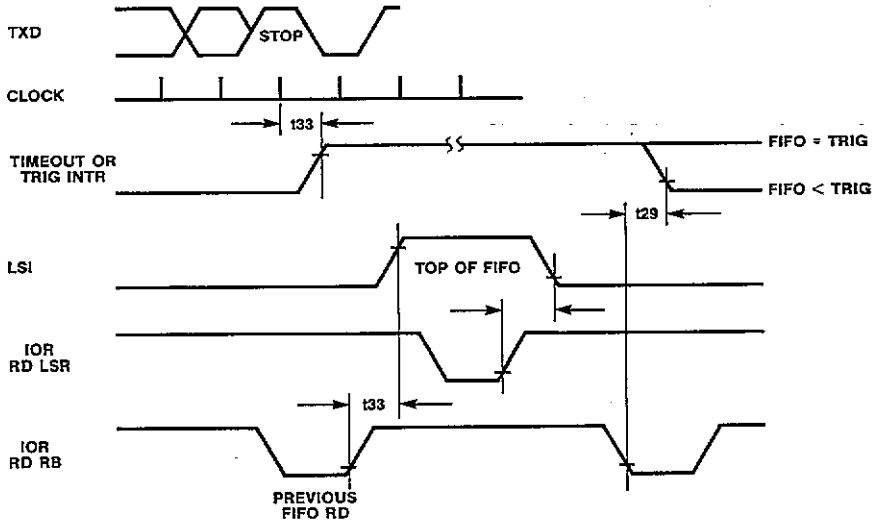 TXD
STOP
CLOCK
t33
TIMEOUT OR
TRIG INTR
FIFO = TRIG
FIFO < TRIG
t29
LSI
TOP OF FIFO
IOR
RD LSR
t33
IOR
RD RB
PREVIOUS
FIFO RD